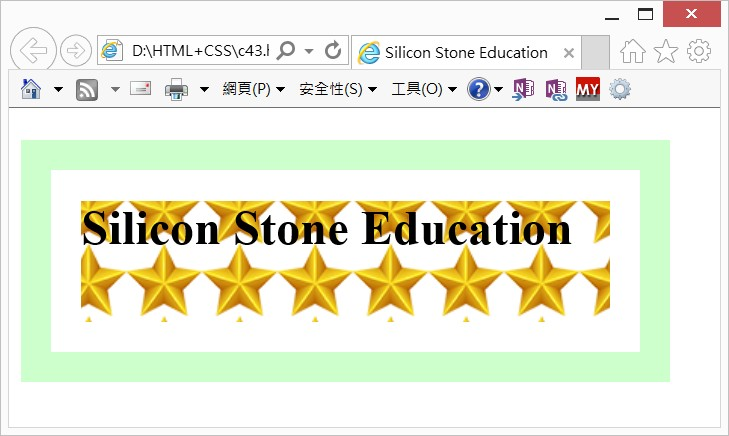 D:\HTML+CSS\c43.h
Silicon Stone Education
網頁(P) 安全性(S) 工具(O)
MY
Silicon Stone Education